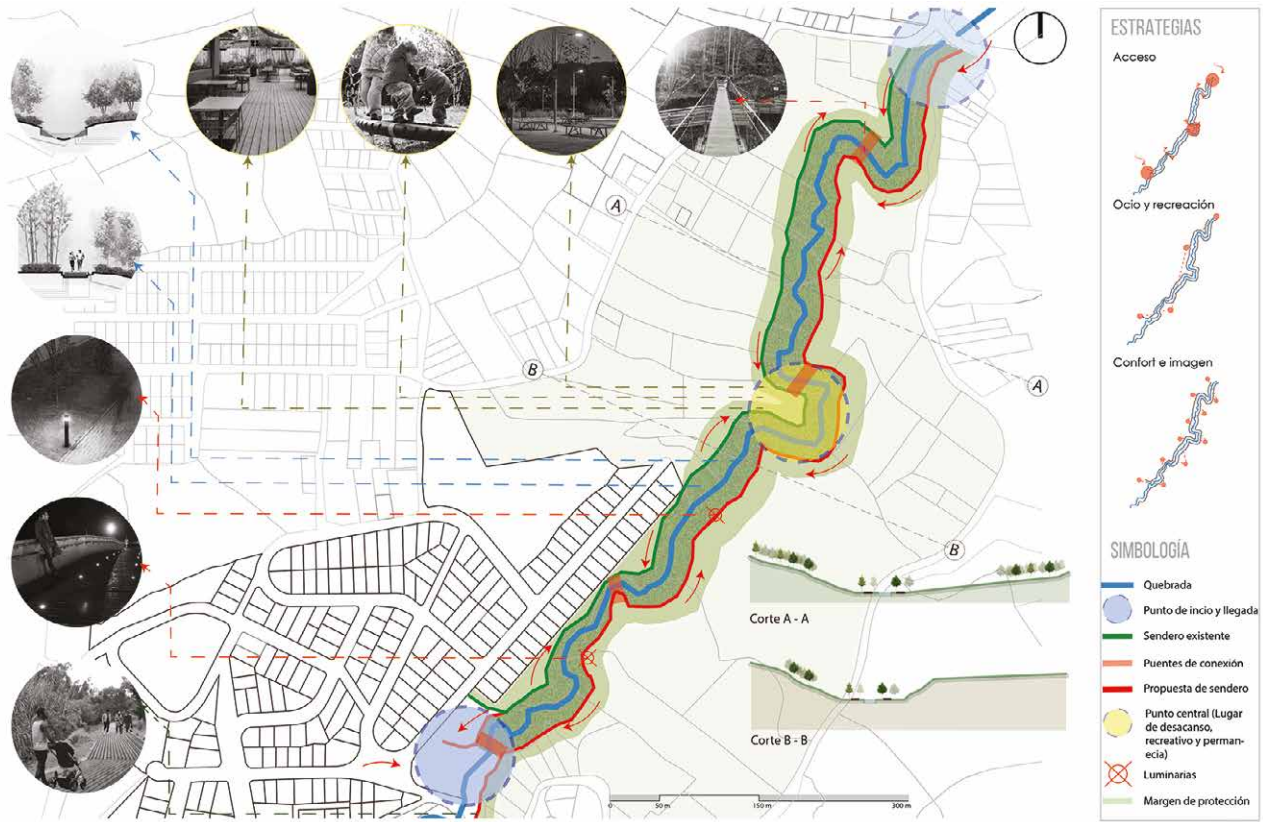 A
B
A
B
Corte A - A
Corte B - B
0
50 m
150 m
300 m
ESTRATEGIAS
Acceso
Ocio y recreación
Confort e imagen
SIMBOLOGÍA
Quebrada
Punto de incio y llegada
Sendero existente
Puentes de conexión
Propuesta de sendero
Punto central (Lugar
de desacanso,
recreativo y perman-
ecia)
Luminarias
Margen de protección